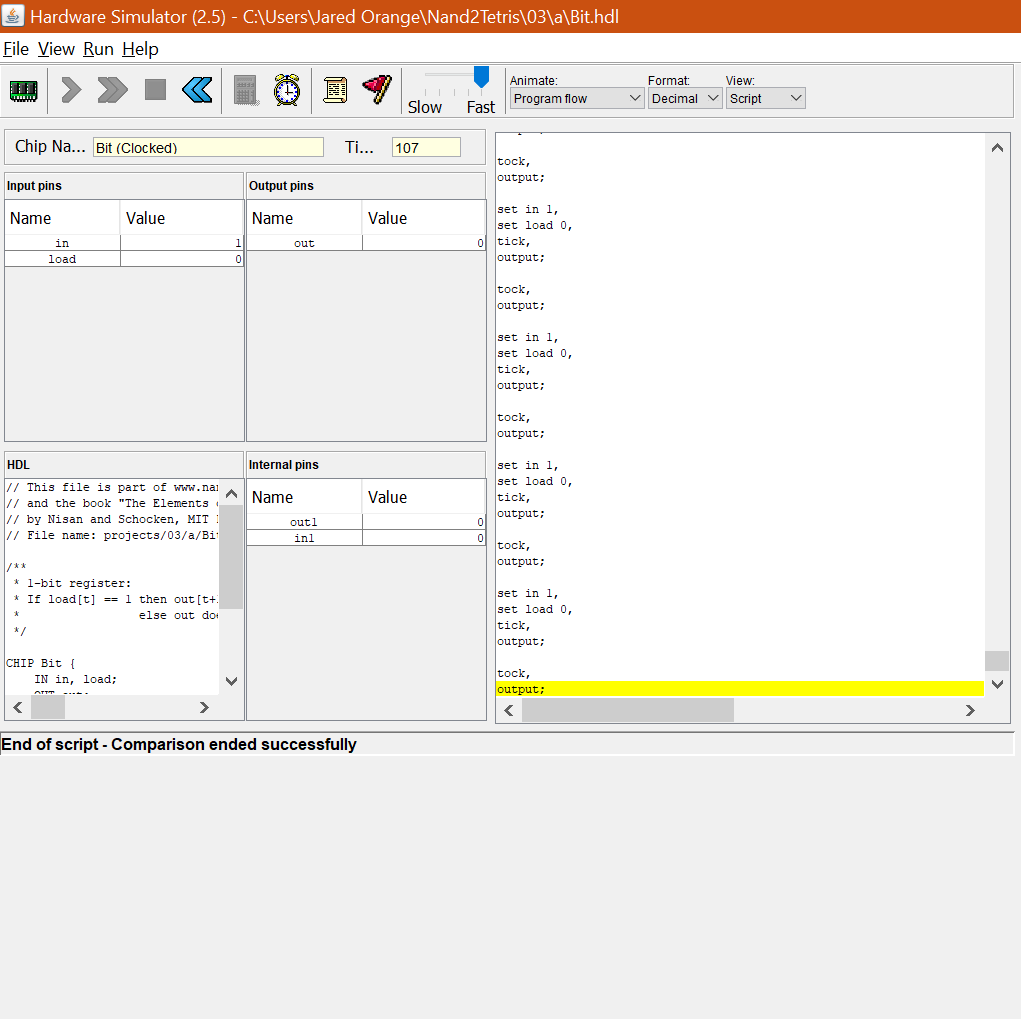 Hardware Simulator (2.5) - C:\Users\Jared Orange\Nand2Tetris\03\a\Bit.hdl
File View Run Help
Slow Fast
Animate: Format: View:
Program flow Decimal Script
Chip Na... Bit (Clocked) Ti... 107
Input pins
Name Value
in 1
load 0
Output pins
Name Value
out 0
HDL
// This file is part of www.na
// and the book "The Elements
// by Nisan and Schocken, MIT
// File name: projects/03/a/Bi
/**
* 1-bit register:
* If load[t] == 1 then out[t+
* else out do
*/
CHIP Bit {
IN in, load;
Internal pins
Name Value
out1 0
in1 0
tock,
output;
set in 1,
set load 0,
tick,
output;
tock,
output;
set in 1,
set load 0,
tick,
output;
tock,
output;
set in 1,
set load 0,
tick,
output;
tock,
output;
set in 1,
set load 0,
tick,
output;
tock,
output;
End of script - Comparison ended successfully